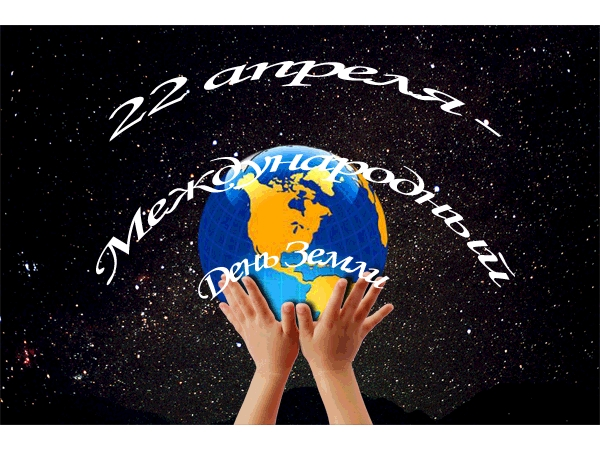 22 апреля -
Международный
День Земли